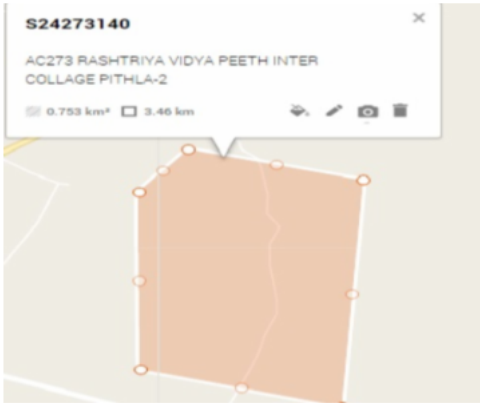 S24273140
AC273 RASHTRIYA VIDYA PEETH INTER
COLLAGE PITHLA-2
0.753 km² 3.46 km